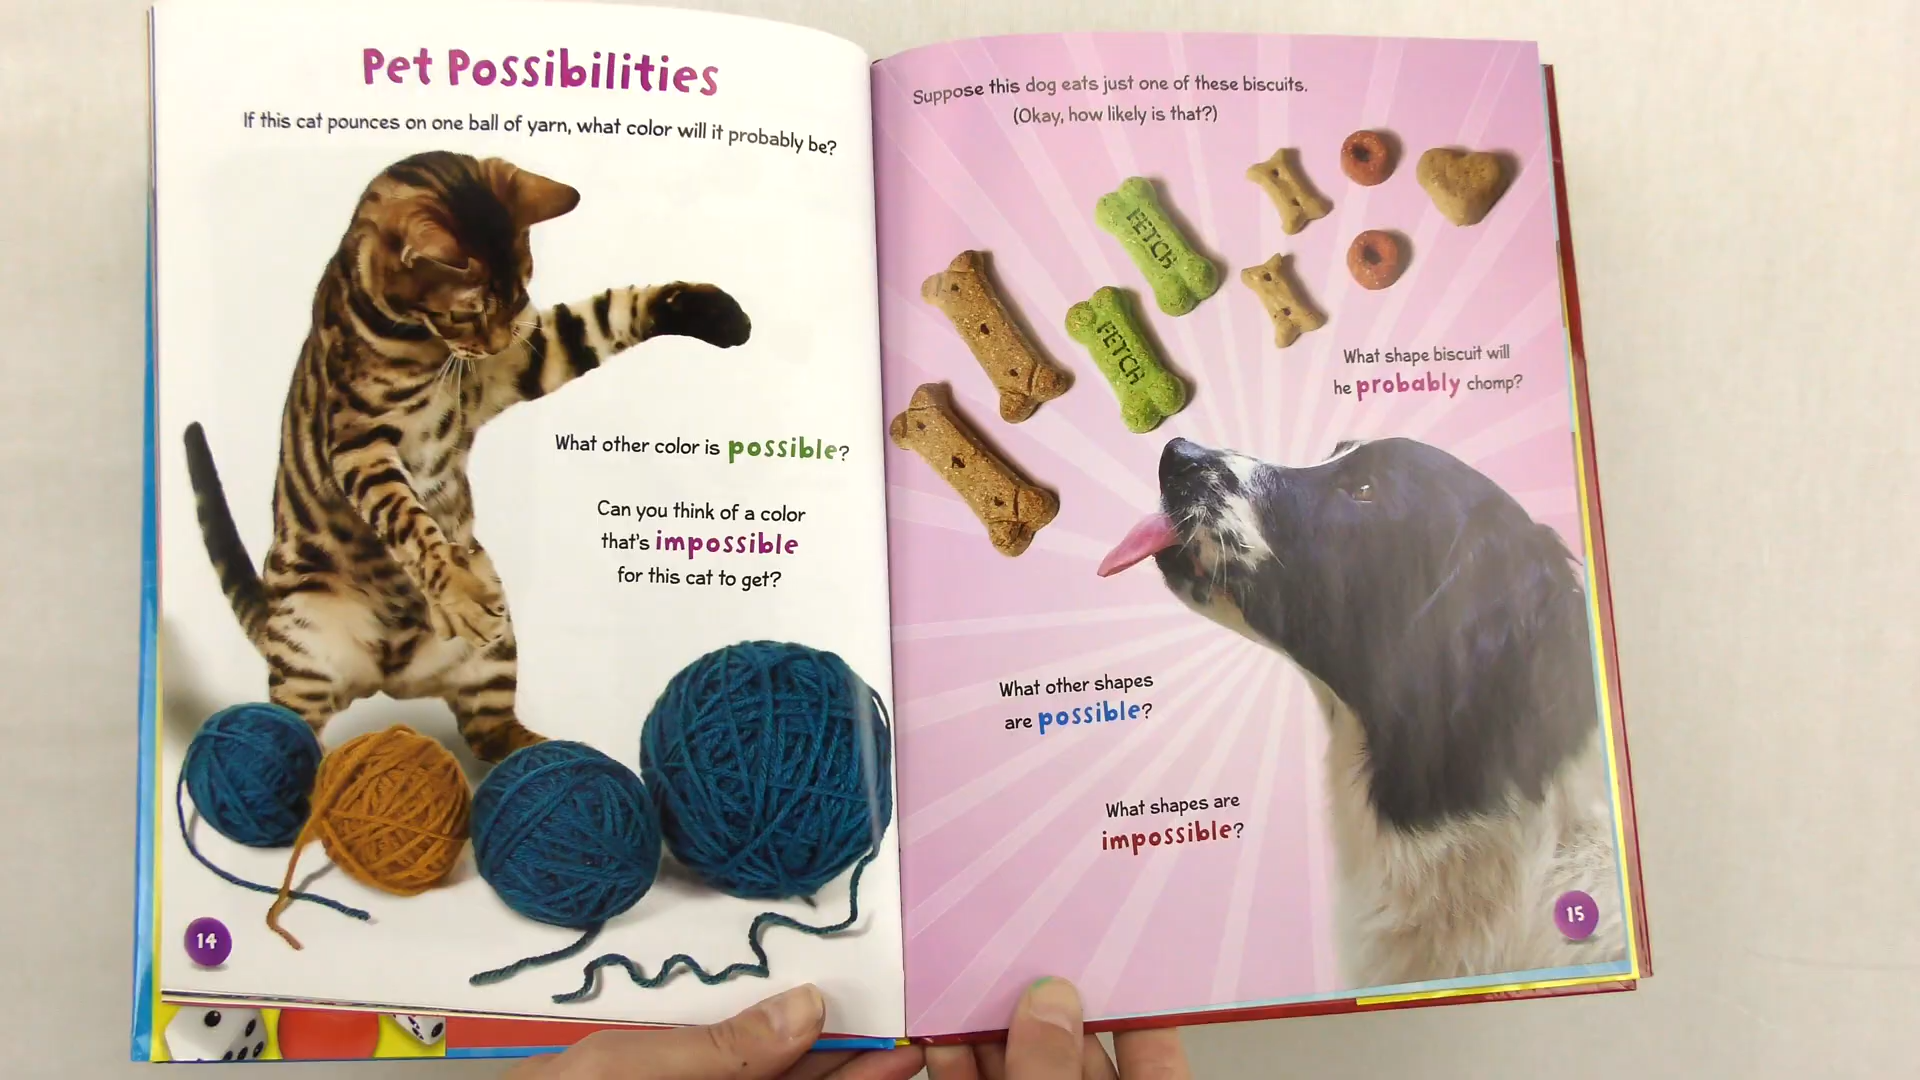 Pet Possibilities
If this cat pounces on one ball of yarn, what color will it probably be?
What other color is possible?
Can you think of a color
that's impossible
for this cat to get?
14
Suppose this dog eats just one of these biscuits.
(Okay, how likely is that?)
FETCH
FETCH
What shape biscuit will
he probably chomp?
What other shapes
are possible?
What shapes are
impossible?
15